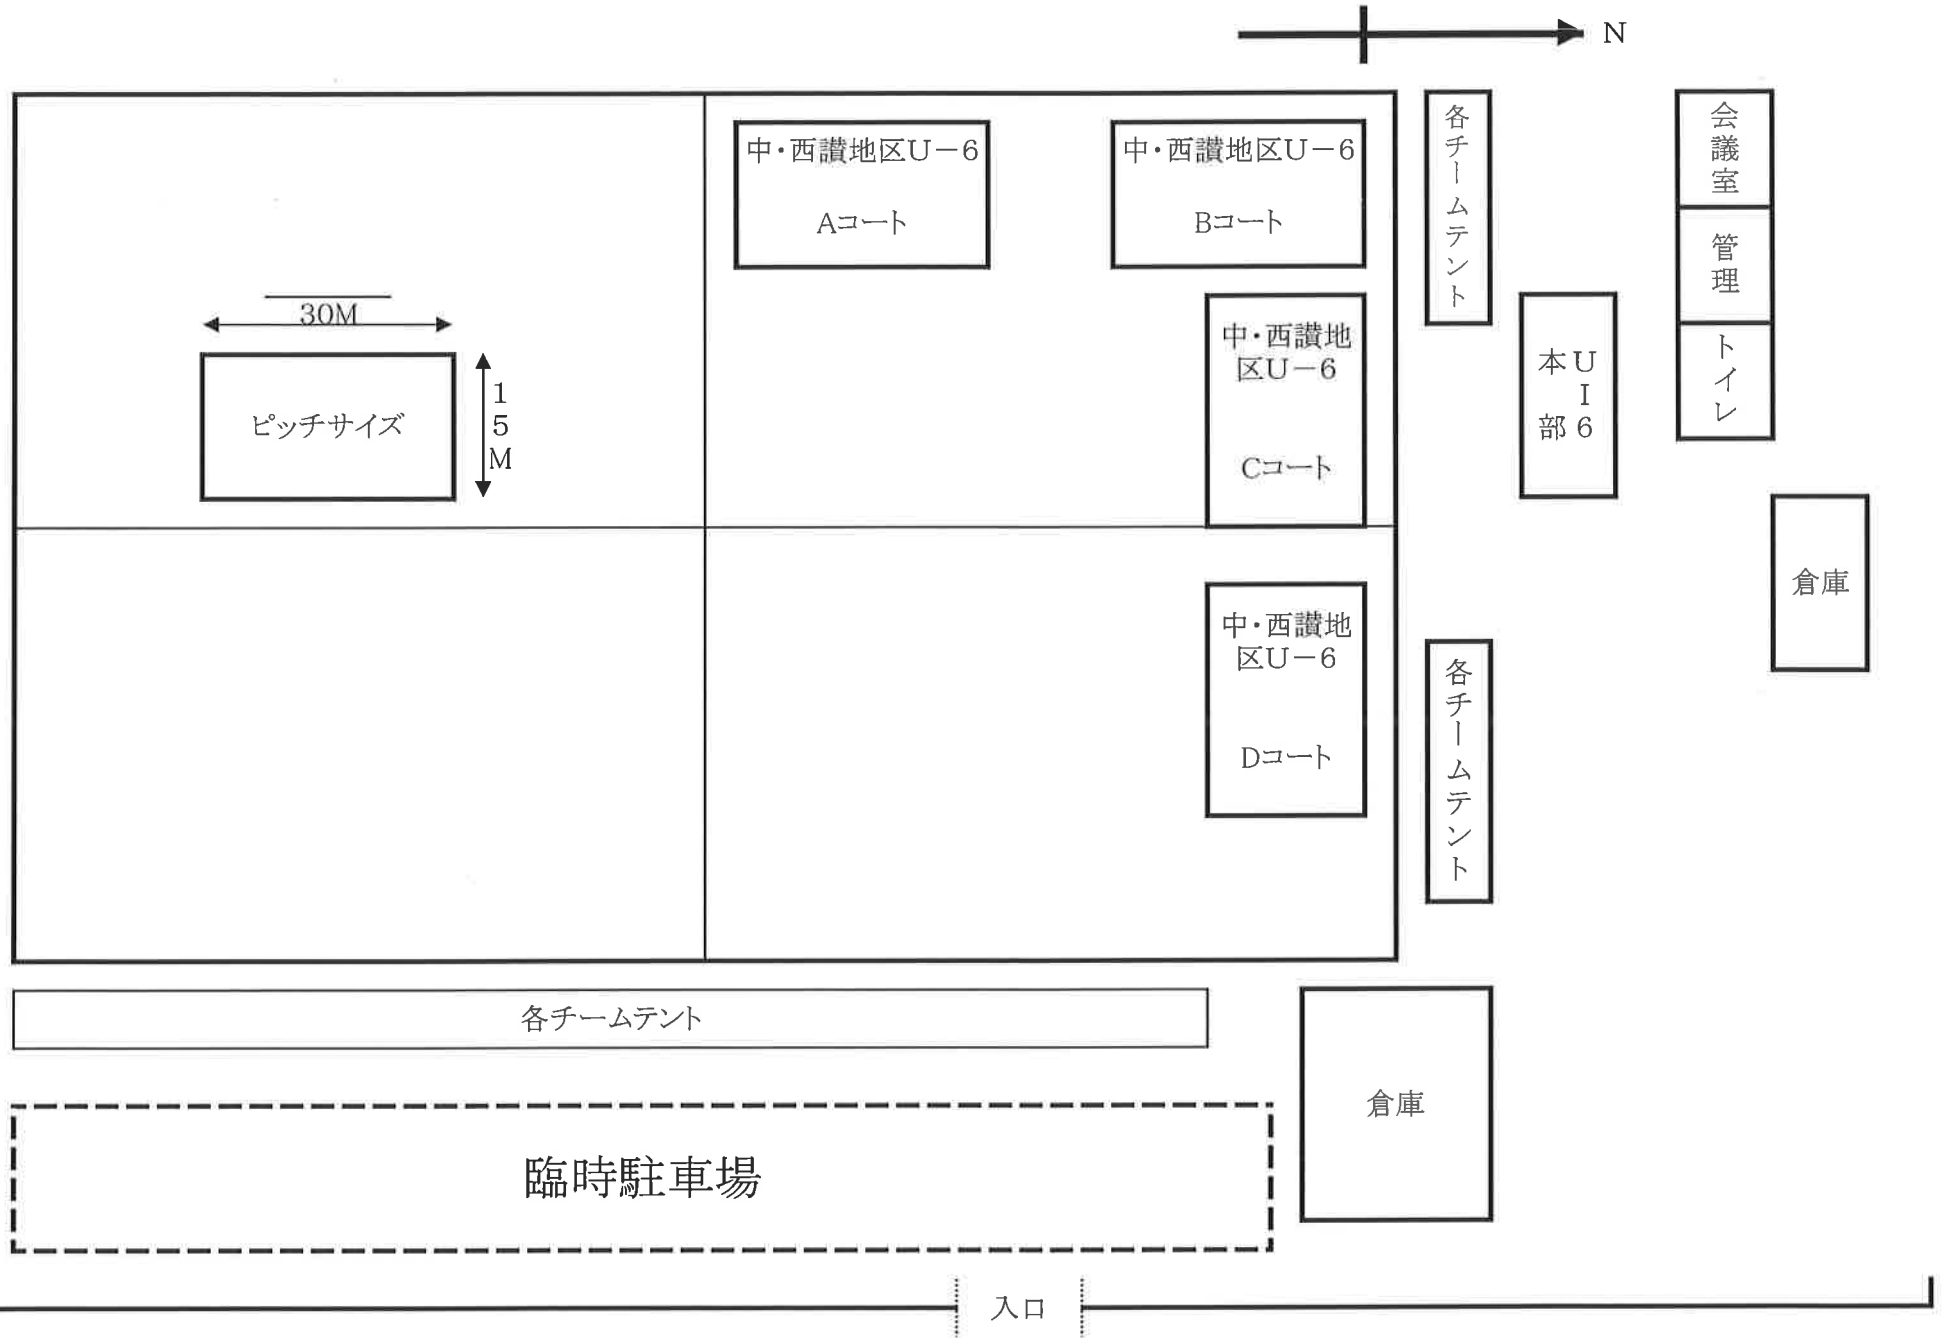 N
中・西讃地区U－6
Aコート
中・西讃地区U－6
Bコート
各チームテント
会議室
管理
トイレ
30M
15M
ピッチサイズ
中・西讃地
区U－6
Cコート
UI6
本部
倉庫
中・西讃地
区U－6
Dコート
各チームテント
各チームテント
倉庫
臨時駐車場
入口